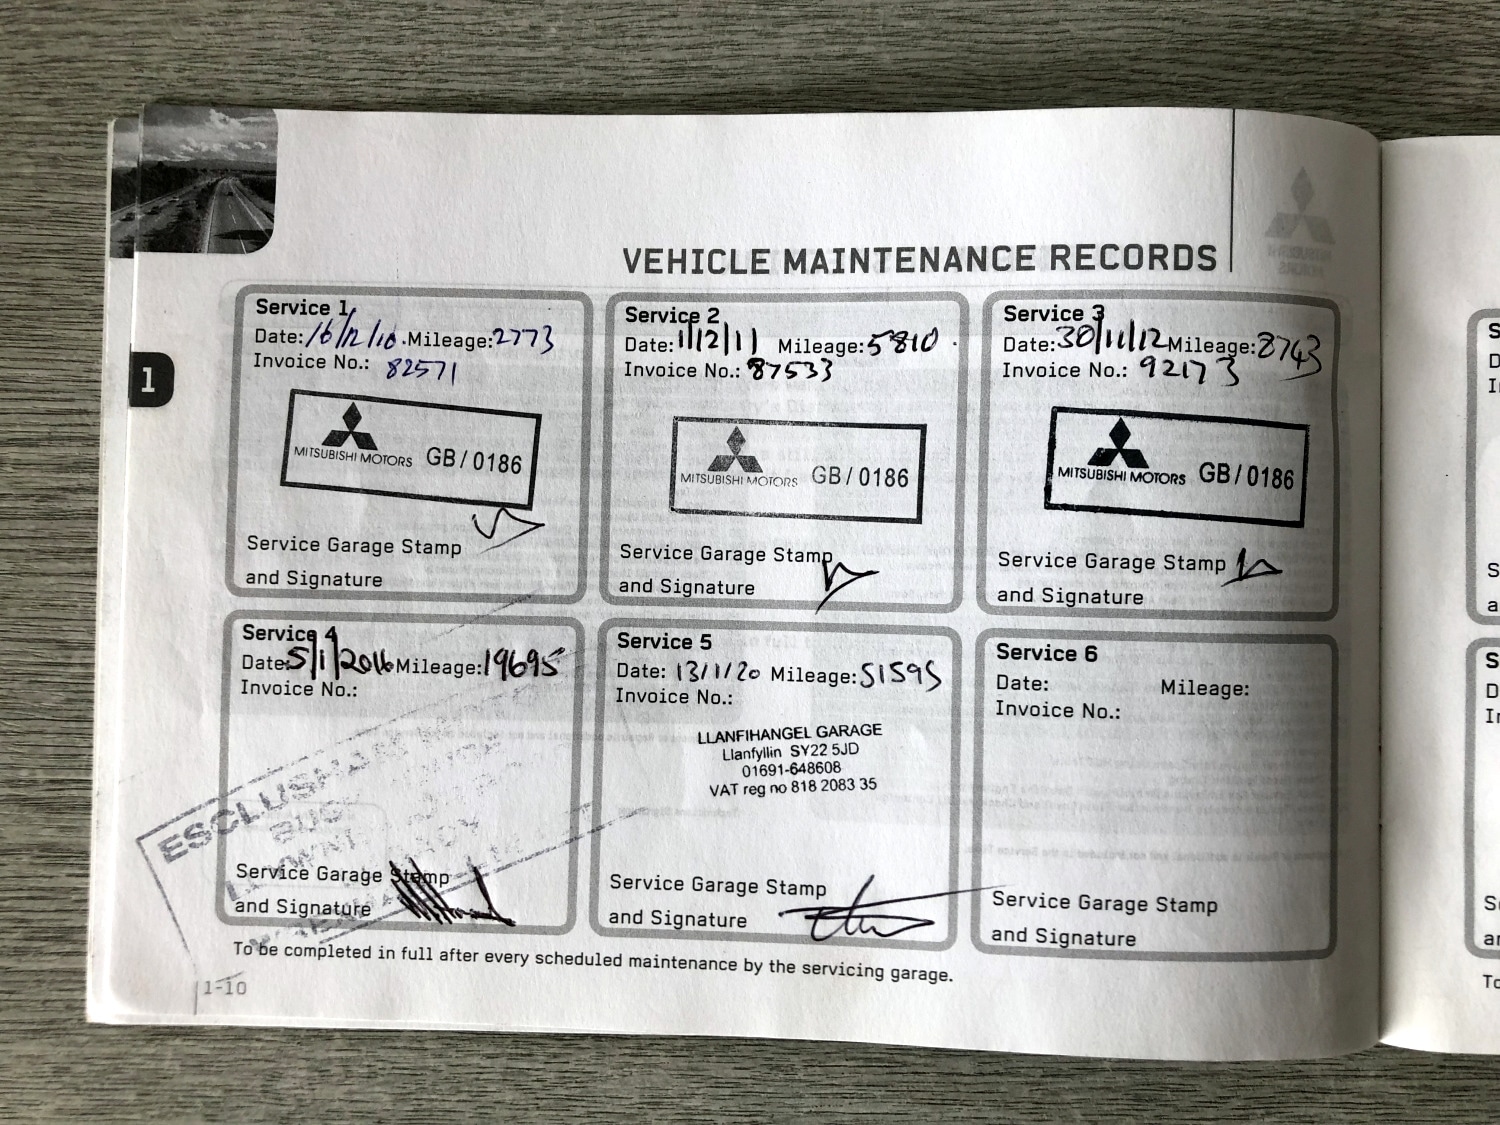 VEHICLE MAINTENANCE RECORDS
1
Service 1
Date: 16/12/10 Mileage: 2773
Invoice No.: 82571
MITSUBISHI MOTORS GB/0186
Service Garage Stamp
and Signature
Service 2
Date: 1/12/11 Mileage: 5810
Invoice No.: 87533
MITSUBISHI MOTORS GB/0186
Service Garage Stamp
and Signature
Service 3
Date: 30/11/12 Mileage: 8743
Invoice No.: 92173
MITSUBISHI MOTORS GB/0186
Service Garage Stamp
and Signature
Service 4
Date: 5/1/2016 Mileage: 19695
Invoice No.:
Service Garage Stamp
and Signature
Service 5
Date: 13/1/20 Mileage: 51595
Invoice No.:
LLANFIHANGEL GARAGE
Llanfyllin SY22 5JD
01691-648608
VAT reg no 818 2083 35
Service Garage Stamp
and Signature
Service 6
Date: Mileage:
Invoice No.:
Service Garage Stamp
and Signature
To be completed in full after every scheduled maintenance by the servicing garage.
1-10